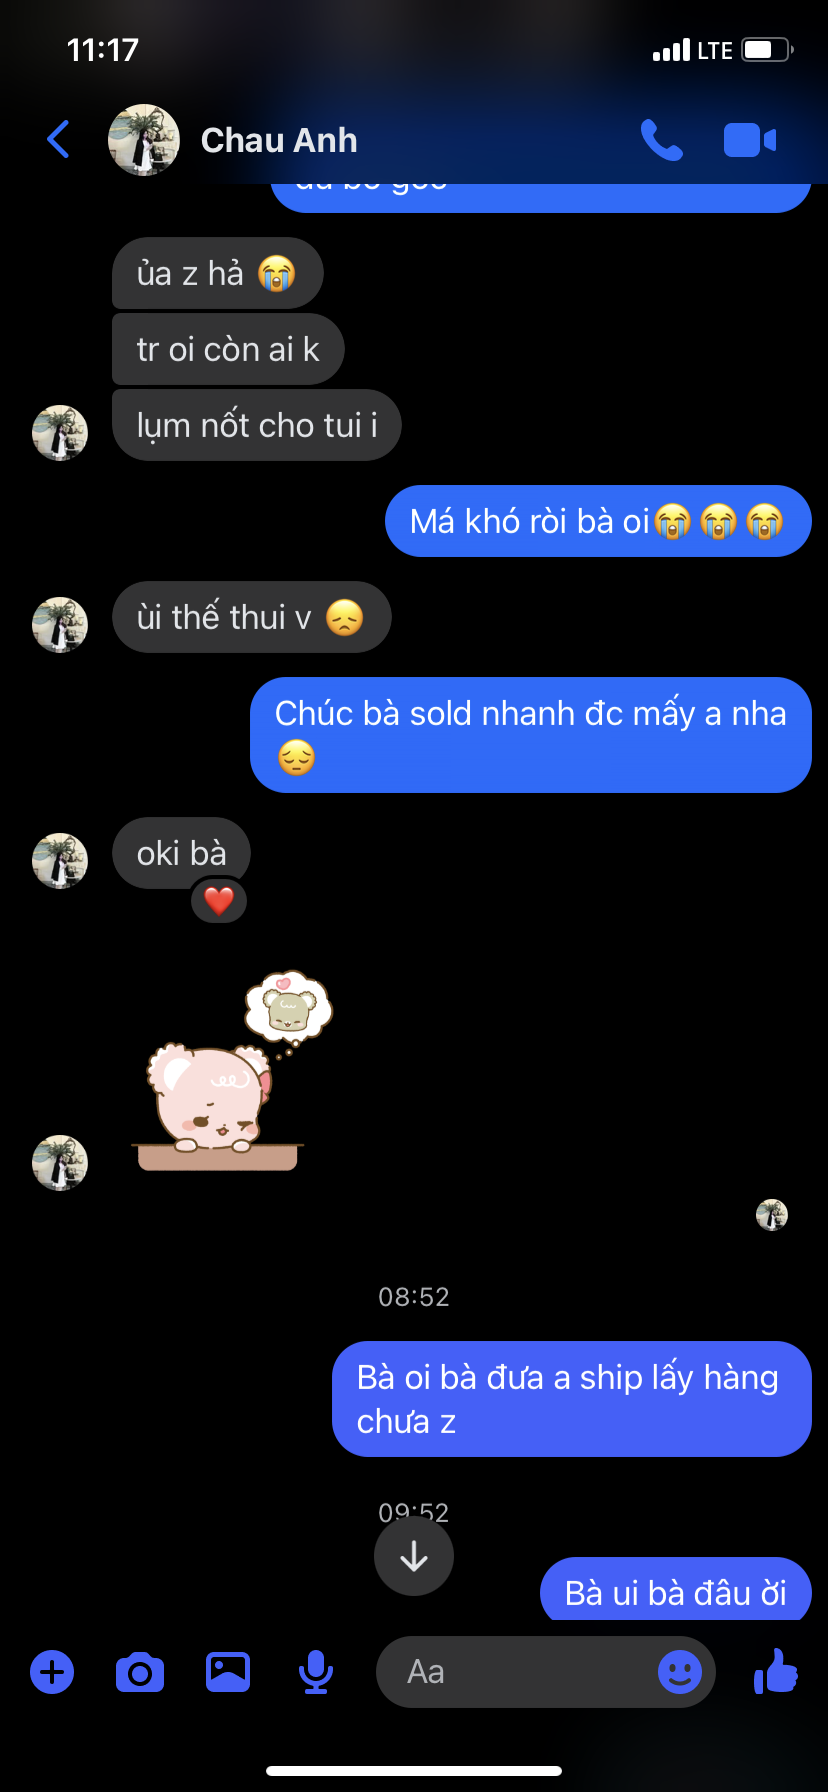 11:17
LTE
Chau Anh
ủa z hả 😭
tr oi còn ai k
lụm nốt cho tui i
Má khó ròi bà oi😭😭😭
ùi thế thui v 😞
Chúc bà sold nhanh đc mấy a nha
😔
oki bà
❤️
08:52
Bà oi bà đưa a ship lấy hàng
chưa z
09:52
Bà ui bà đâu ời
Aa